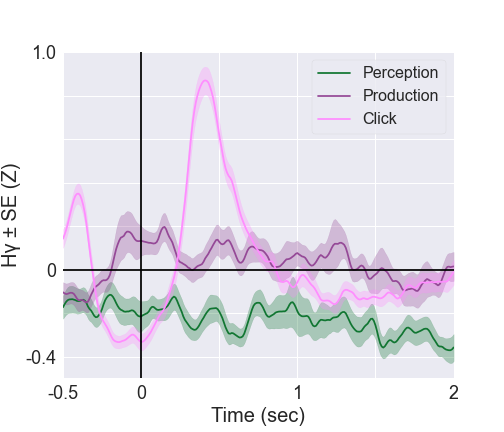 1.0
0
-0.4
Hγ ± SE (Z)
Perception
Production
Click
-0.5
0
1
2
Time (sec)